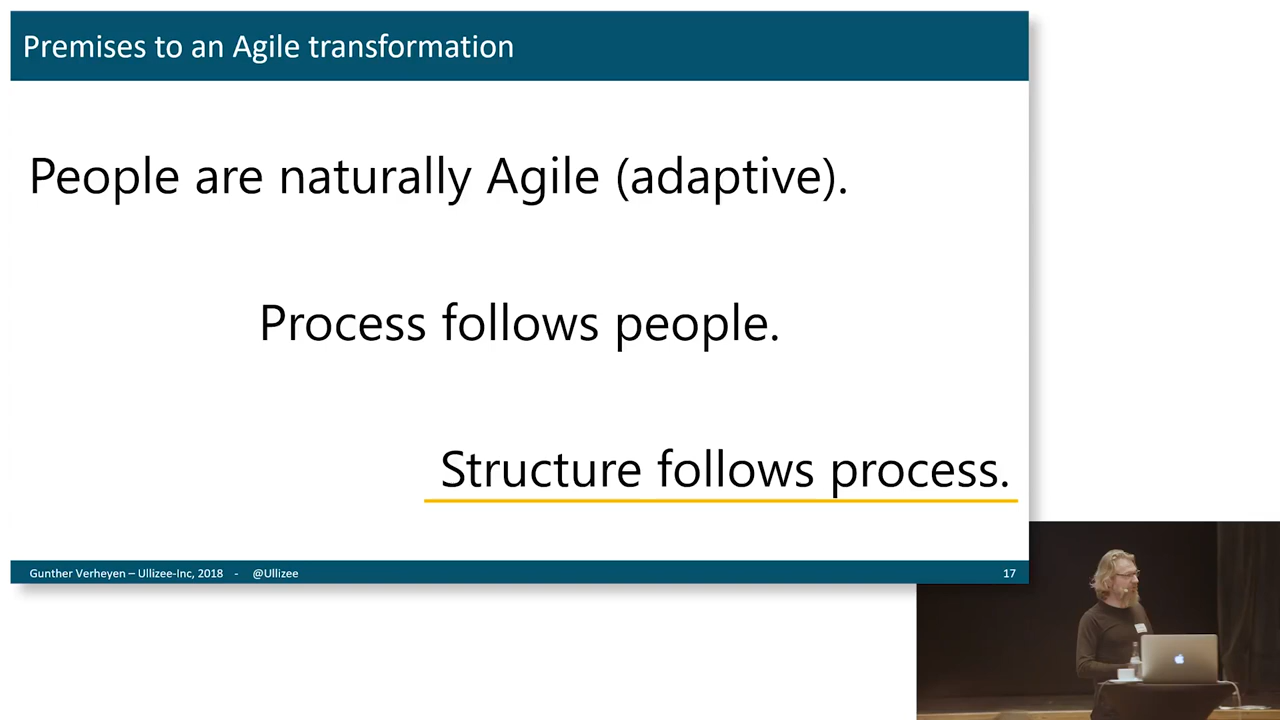 Premises to an Agile transformation
People are naturally Agile (adaptive).
Process follows people.
Structure follows process.
Gunther Verheyen – Ullizee-Inc, 2018 - @Ullizee
17